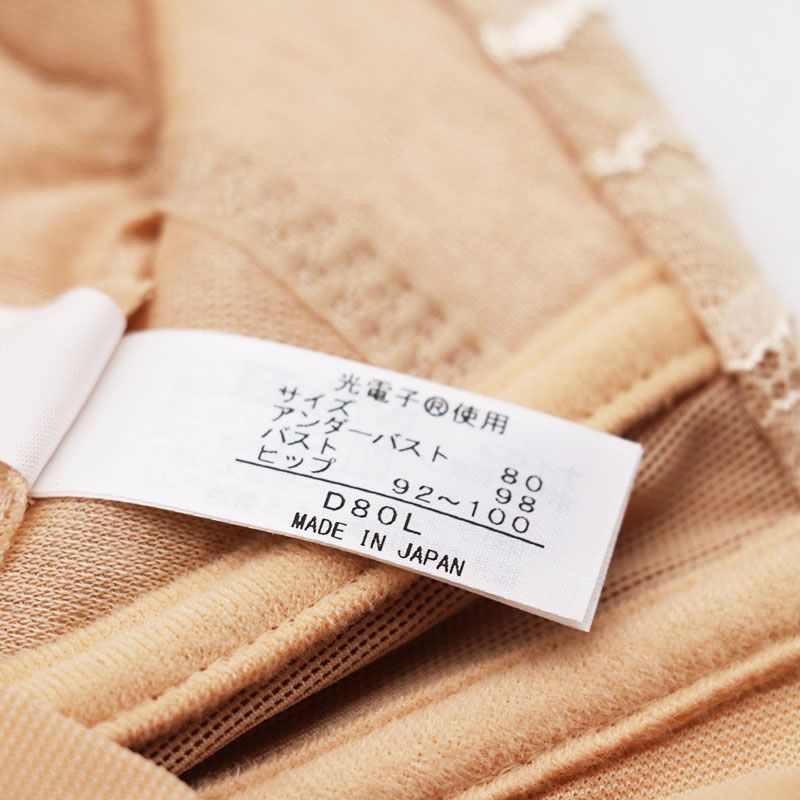 光電子®使用
サイズ
アンダーバスト 80
バスト 98
ヒップ 92～100
D80L
MADE IN JAPAN